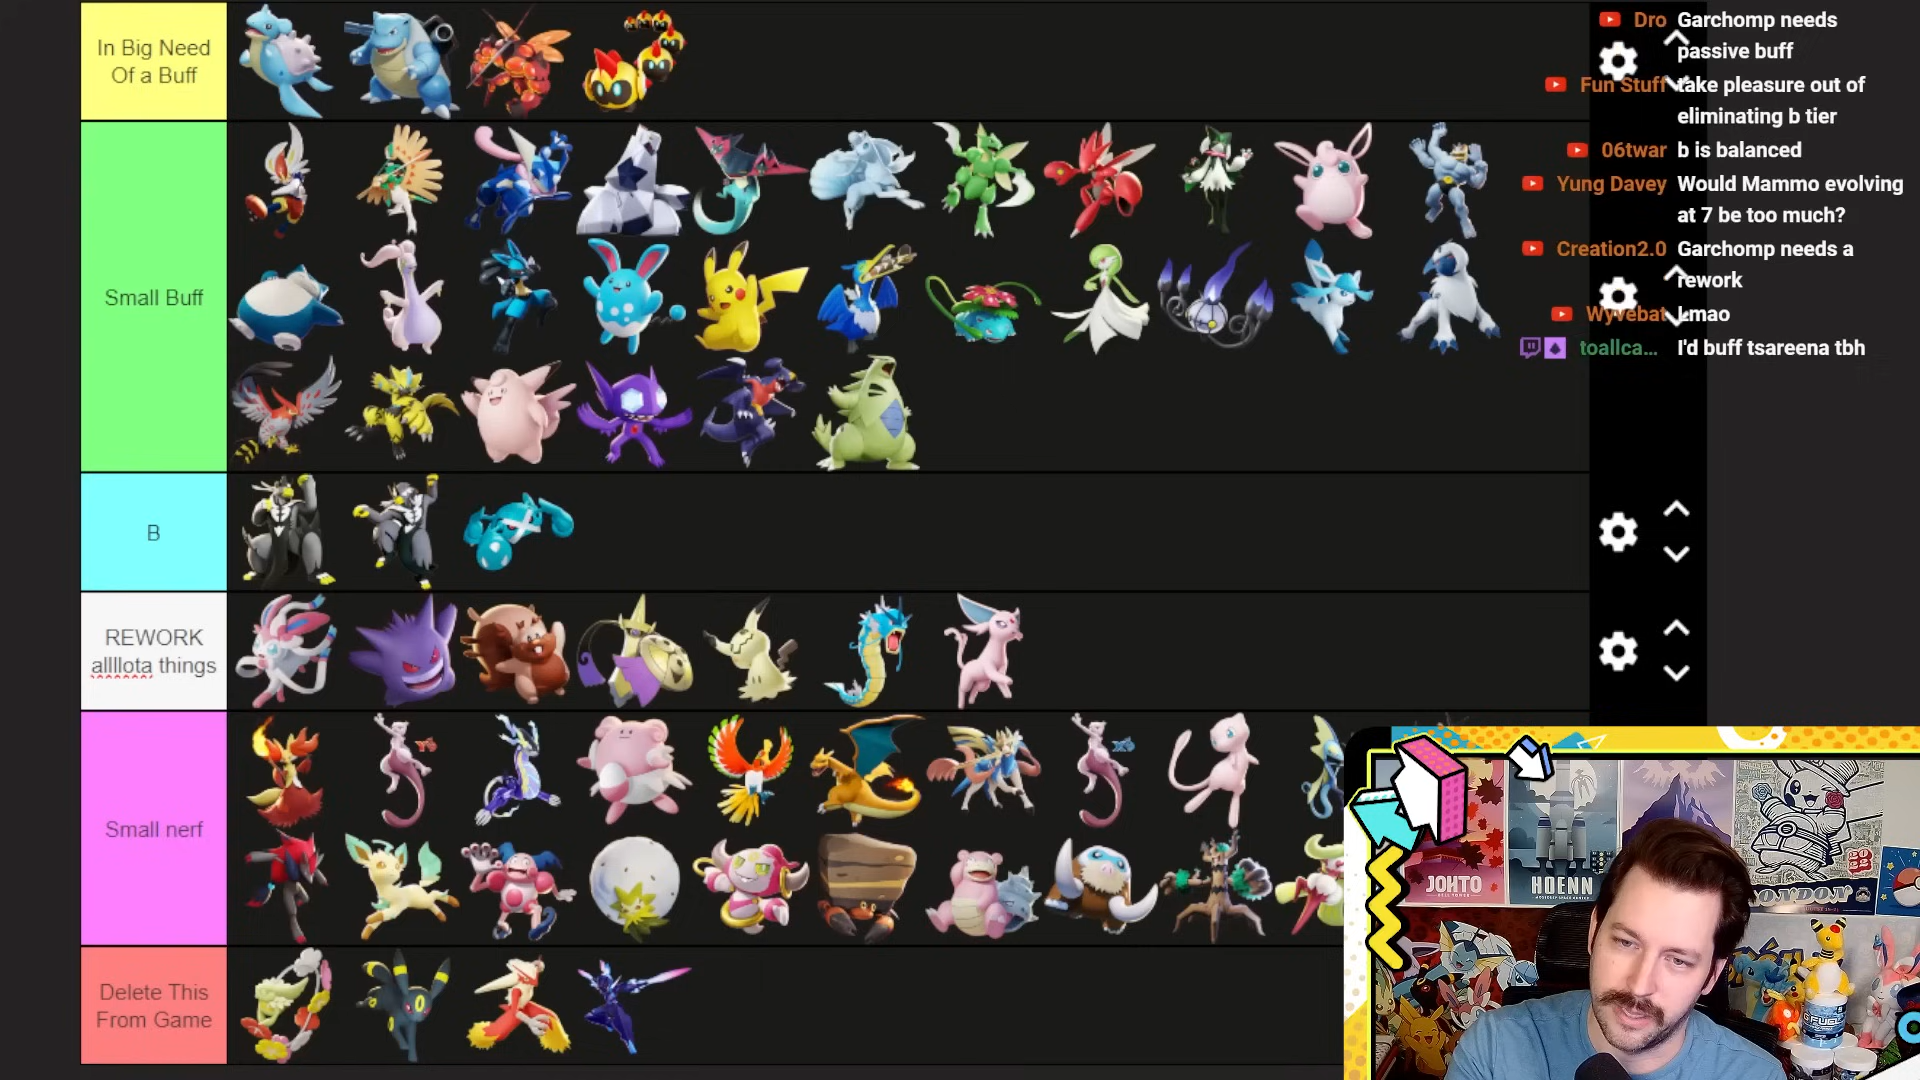 In Big Need
Of a Buff
Small Buff
B
REWORK
allllota things
Small nerf
Delete This
From Game
Dro Garchomp needs
passive buff
Fun Stuff take pleasure out of
eliminating b tier
06twar b is balanced
Yung Davey Would Mammo evolving
at 7 be too much?
Creation2.0 Garchomp needs a
rework
Wyvebat Lmao
toallca... I'd buff tsareena tbh
JOHTO
HOENN
LONDON
2022